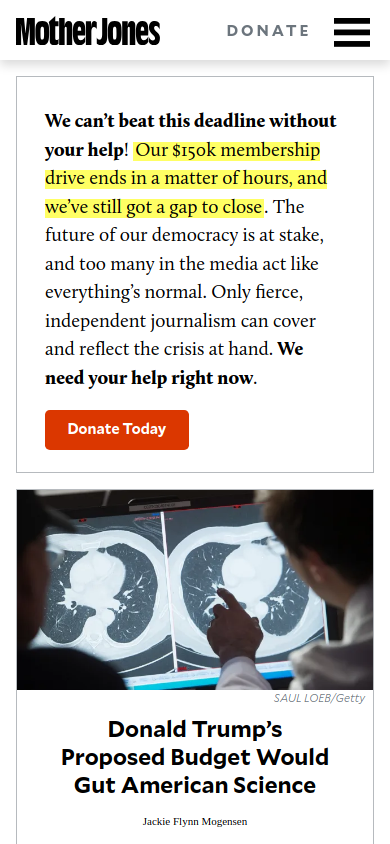 Mother Jones
DONATE
We can’t beat this deadline without
your help! Our $150k membership
drive ends in a matter of hours, and
we’ve still got a gap to close. The
future of our democracy is at stake,
and too many in the media act like
everything’s normal. Only fierce,
independent journalism can cover
and reflect the crisis at hand. We
need your help right now.
Donate Today
SAUL LOEB/Getty
Donald Trump’s
Proposed Budget Would
Gut American Science
Jackie Flynn Mogensen